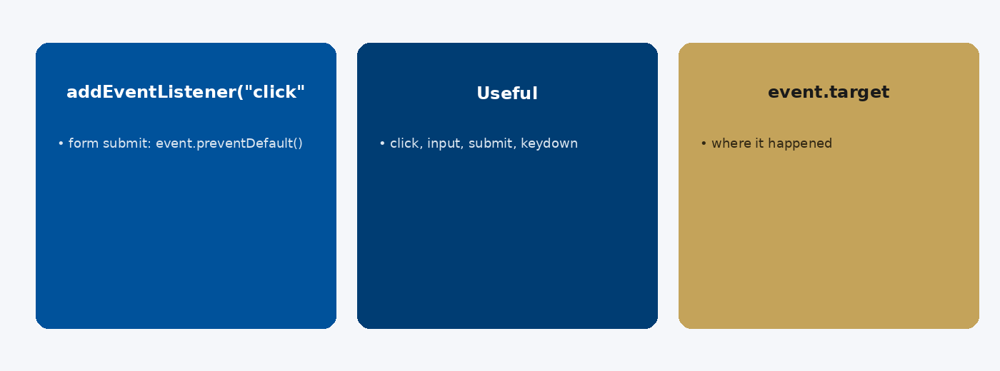 addEventListener("click"
• form submit: event.preventDefault()
Useful
• click, input, submit, keydown
event.target
• where it happened